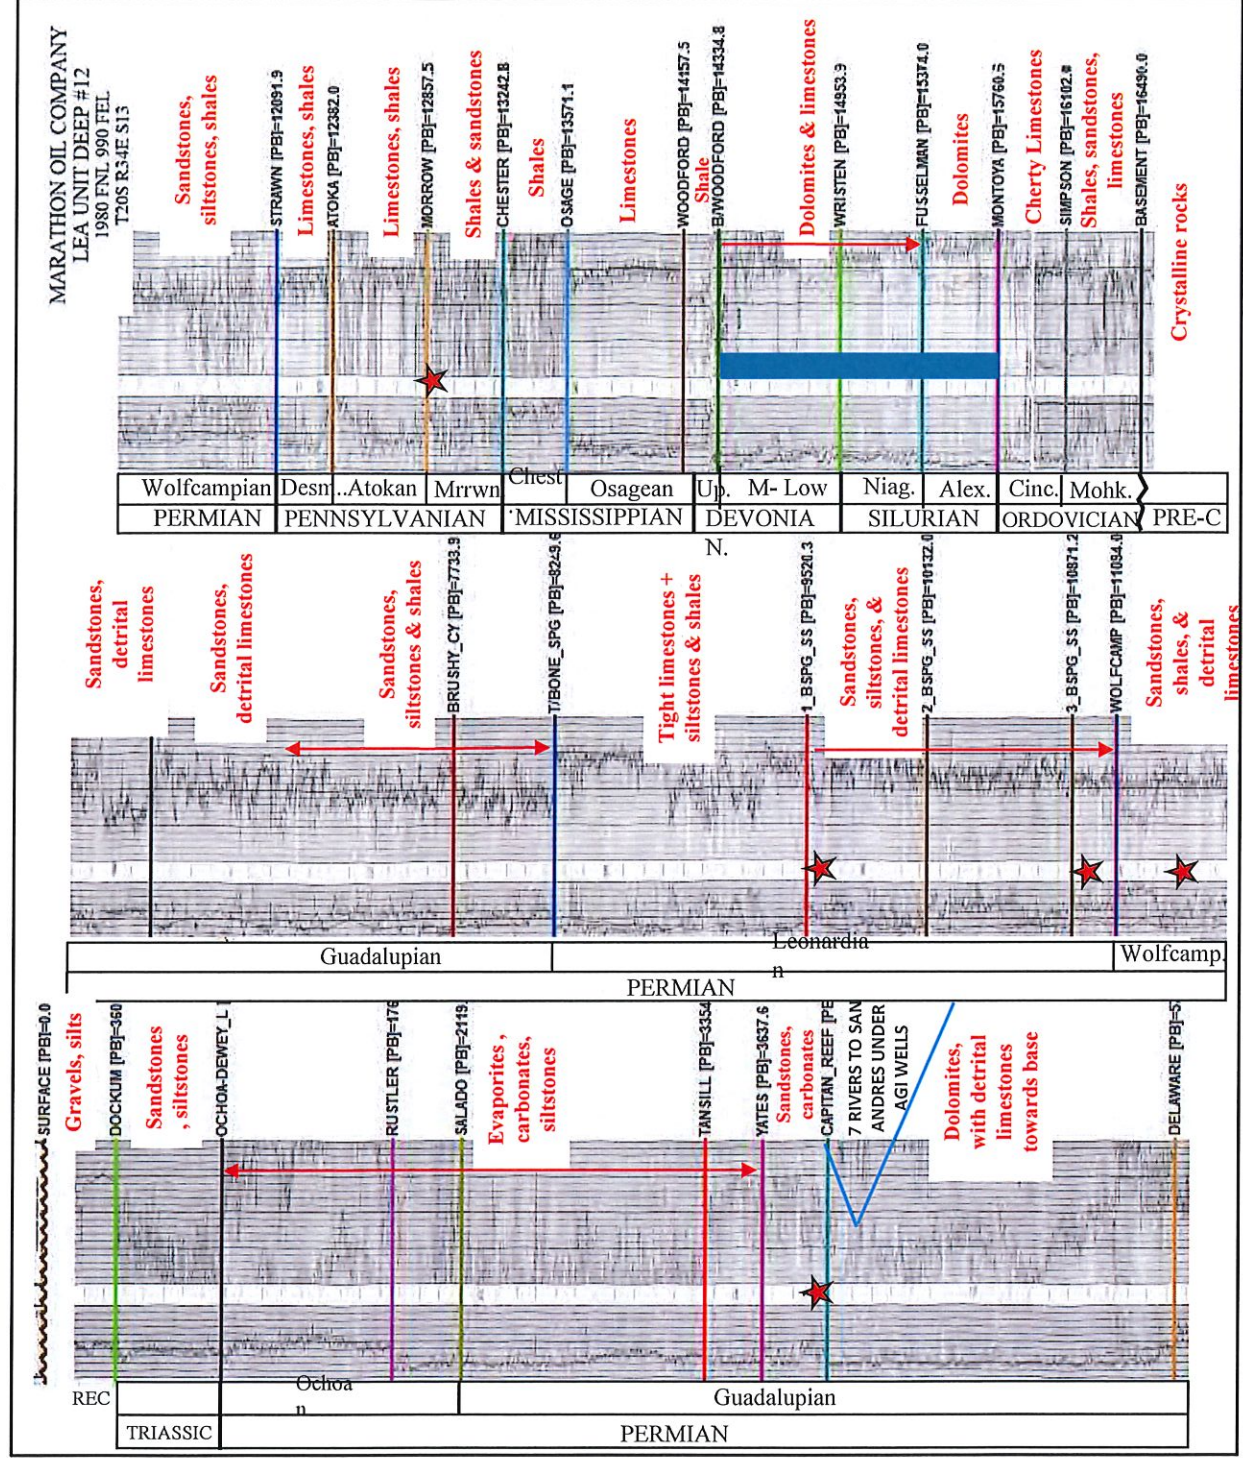 MARATHON OIL COMPANY
LEA UNIT DEEP #12
1980 FNL 990 FEL
T20S R34E S13
Sandstones,
siltstones, shales
STRAWN [PB]=12091.9
Limestones, shales
ATOKA [PB]=12382.0
Limestones, shales
MORROW [PB]=12857.5
Shales & sandstones
CHESTER [PB]=13242.8
Shales
OSAGE [PB]=13571.1
Limestones
WOODFORD [PB]=14157.5
Shale
B/WOODFORD [PB]=14334.8
Dolomites & limestones
WRISTEN [PB]=14953.9
FUSSELMAN [PB]=15374.0
Dolomites
MONTOYA [PB]=15760.5
Cherty Limestones
SIMPSON [PB]=16102.
Shales, sandstones,
limestones
BASEMENT [PB]=16490.0
Crystalline rocks
Wolfcampian
Desm..
Atokan
Mrrwn
Chest
.
Osagean
Up.
M- Low
Niag.
Alex.
Cinc.
Mohk.
PERMIAN
PENNSYLVANIAN
MISSISSIPPIAN
DEVONIA
N.
SILURIAN
ORDOVICIAN
PRE-C
Sandstones,
detrital
limestones
Sandstones,
detrital limestones
Sandstones,
siltstones & shales
BRUSHY_CY [PB]=7733.9
T/BONE_SPG [PB]=8249.6
Tight limestones +
siltstones & shales
1_BSPG_SS [PB]=9520.3
Sandstones,
siltstones, &
detrital limestones
2_BSPG_SS [PB]=10132.0
3_BSPG_SS [PB]=10871.2
WOLFCAMP [PB]=11084.0
Sandstones,
shales, &
detrital
limestones
Guadalupian
Leonardia
n
Wolfcamp.
PERMIAN
SURFACE [PB]=0.0
Gravels, silts
DOCKUM [PB]=360
Sandstones
, siltstones
OCHOA-DEWEY_L
RUSTLER [PB]=176
SALADO [PB]=2119.
Evaporites ,
carbonates,
siltstones
TANSILL [PB]=3354
YATES [PB]=3637.6
Sandstones,
carbonates
CAPITAN_REEF [PB
7 RIVERS TO SAN
ANDRES UNDER
AGI WELLS
Dolomites,
with detrital
limestones
towards base
DELAWARE [PB]=5
REC
Ochoa
n
Guadalupian
TRIASSIC
PERMIAN